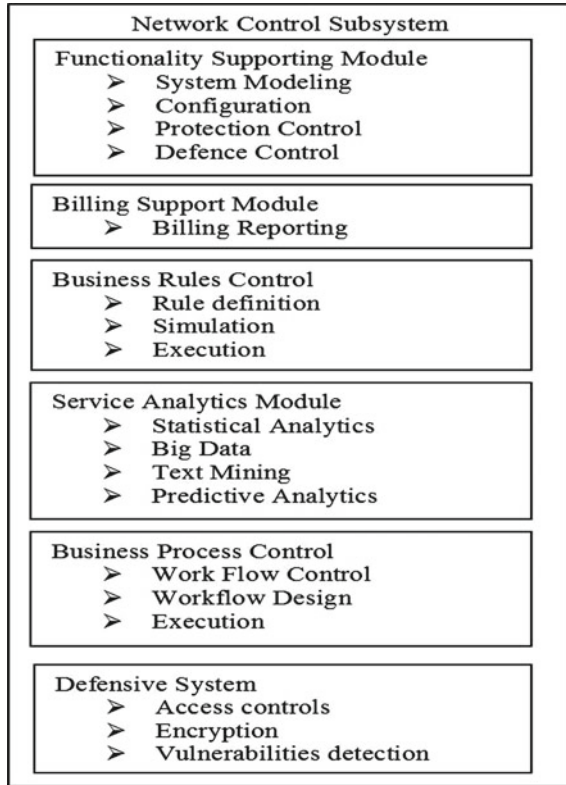 Network Control Subsystem
Functionality Supporting Module
➢ System Modeling
➢ Configuration
➢ Protection Control
➢ Defence Control
Billing Support Module
➢ Billing Reporting
Business Rules Control
➢ Rule definition
➢ Simulation
➢ Execution
Service Analytics Module
➢ Statistical Analytics
➢ Big Data
➢ Text Mining
➢ Predictive Analytics
Business Process Control
➢ Work Flow Control
➢ Workflow Design
➢ Execution
Defensive System
➢ Access controls
➢ Encryption
➢ Vulnerabilities detection